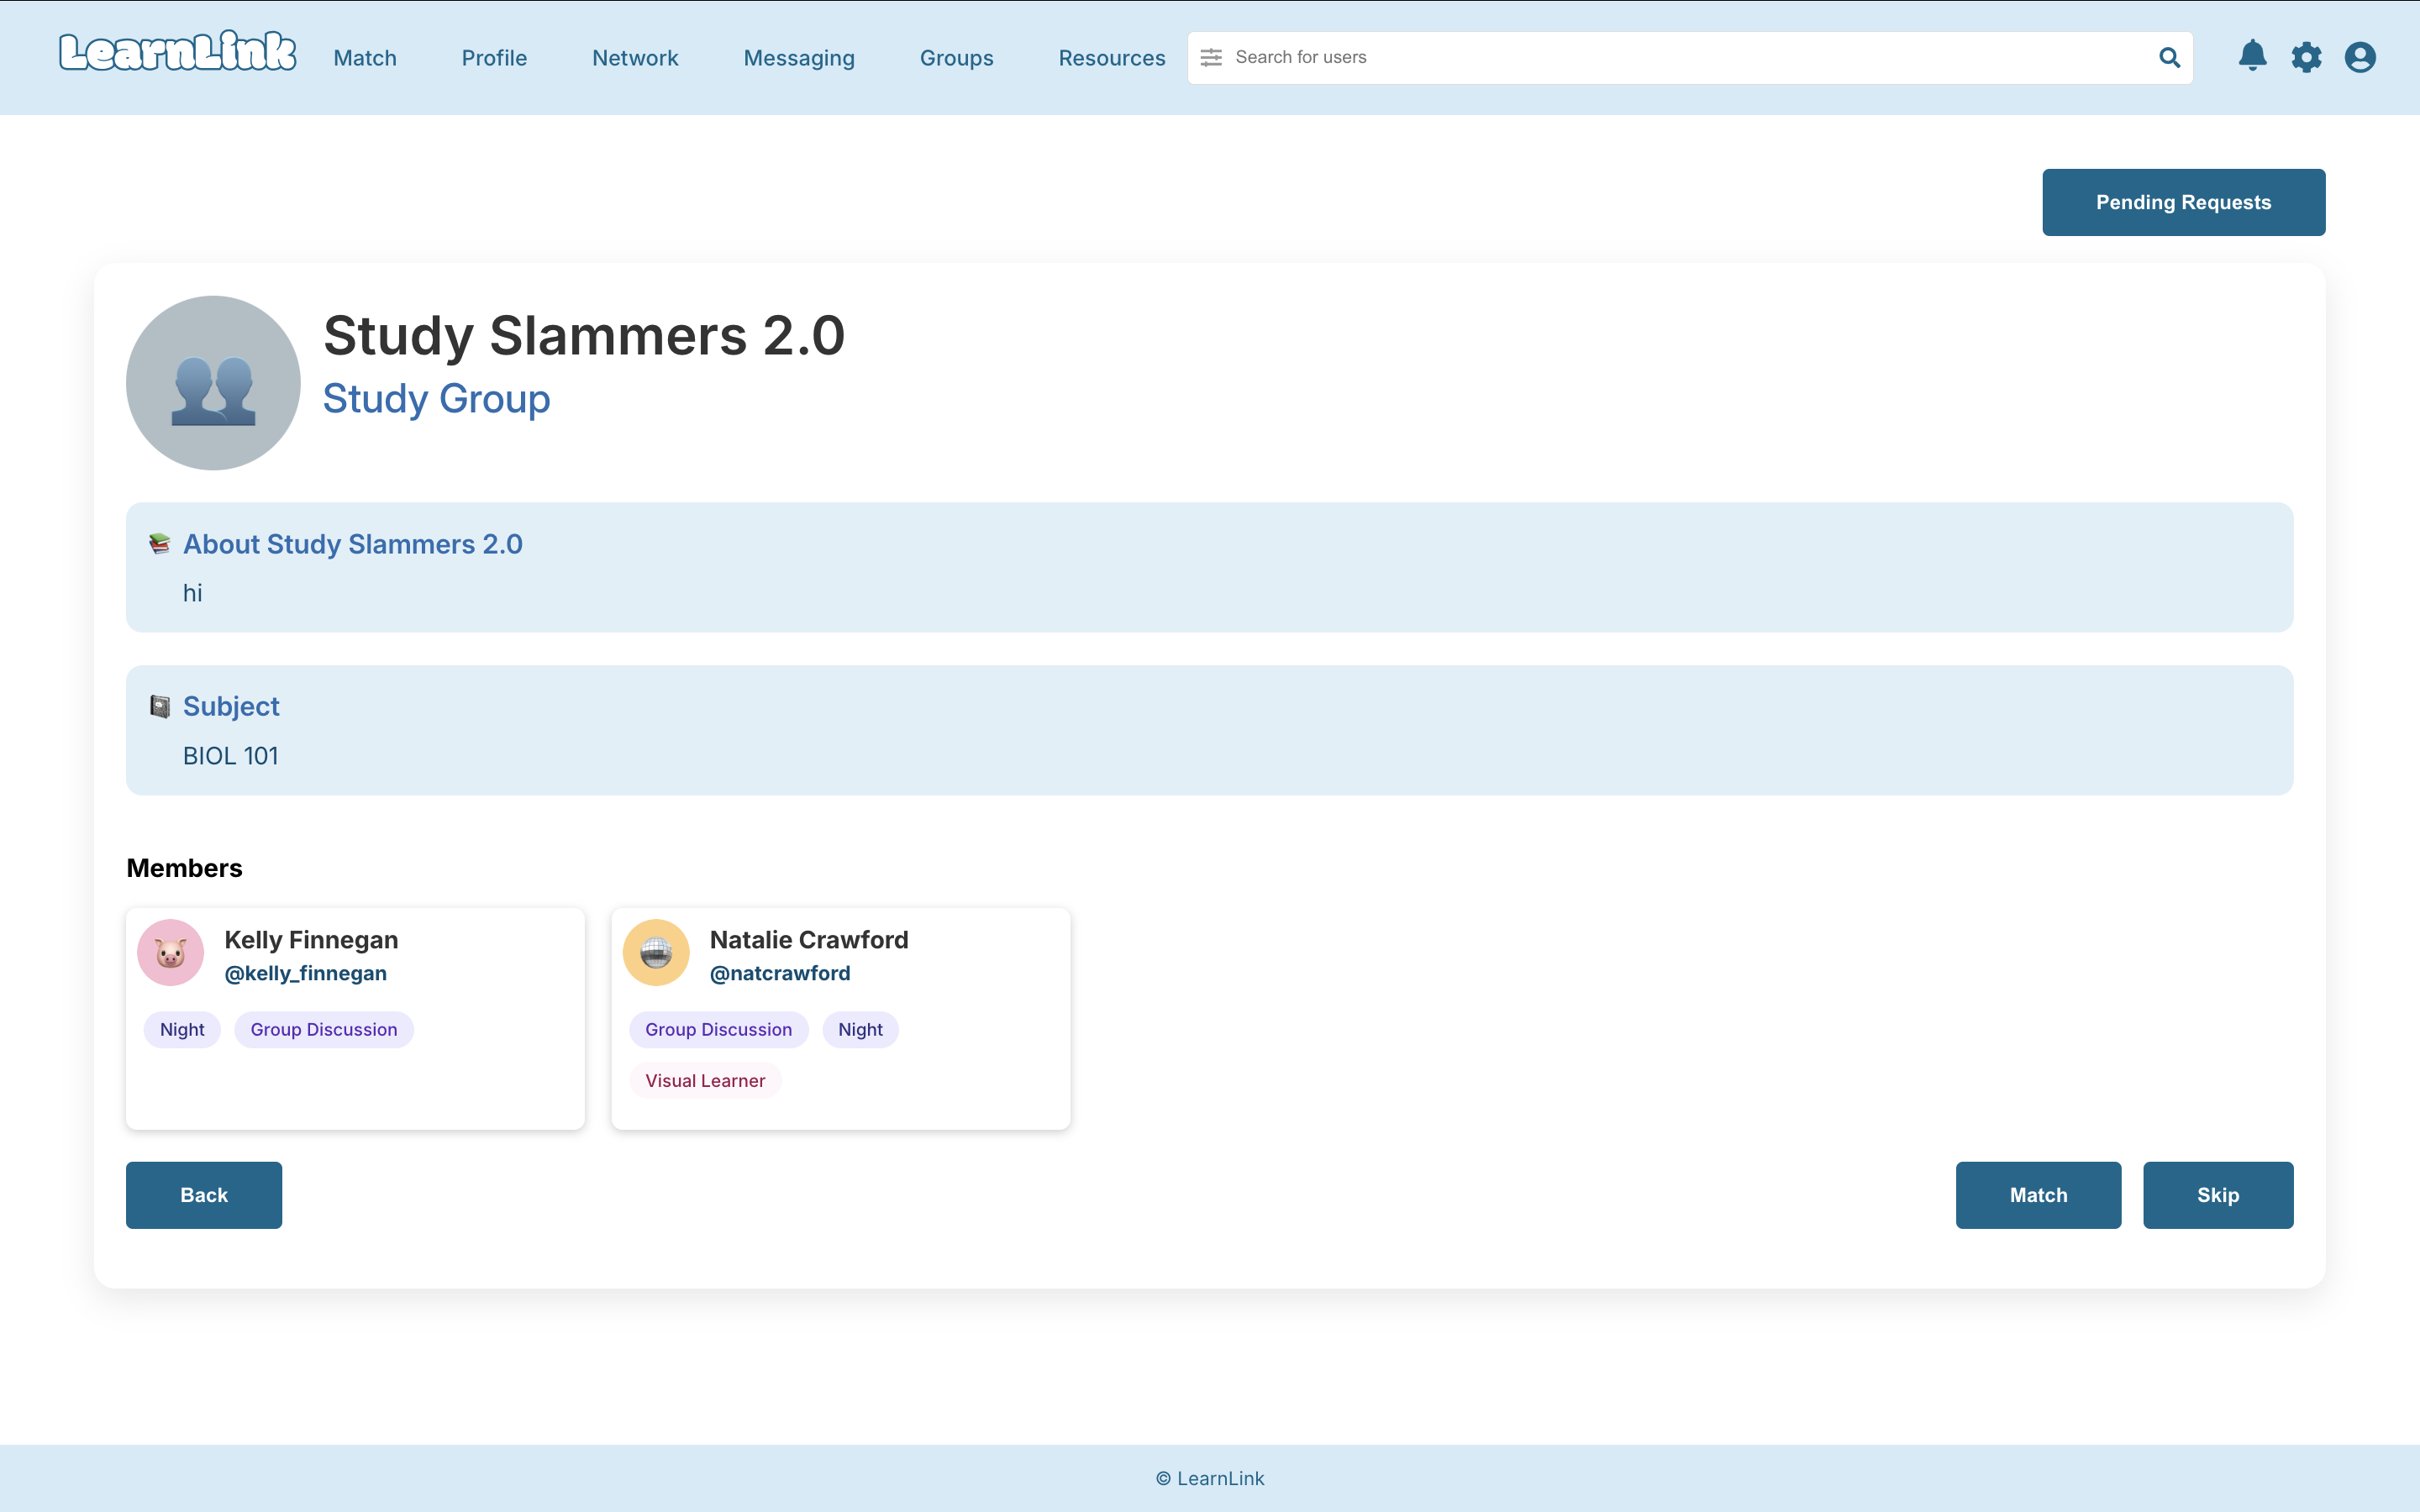 LearnLink Match Profile Network Messaging Groups Resources Search for users
Pending Requests
Study Slammers 2.0
Study Group
About Study Slammers 2.0
hi
Subject
BIOL 101
Members
Kelly Finnegan
@kelly_finnegan
Night Group Discussion
Natalie Crawford
@natcrawford
Group Discussion Night
Visual Learner
Back Match Skip
© LearnLink